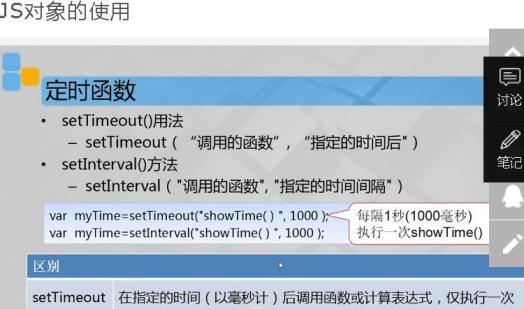 JS对象的使用
定时函数
• setTimeout()用法
– setTimeout（ “调用的函数”， “指定的时间后"）
• setInterval()方法
– setInterval（"调用的函数", "指定的时间间隔"）
var myTime=setTimeout("showTime( ) ", 1000 );
var myTime=setInterval("showTime( ) ", 1000 );
每隔1秒(1000毫秒)
执行一次showTime()
区别
setTimeout 在指定的时间（以毫秒计）后调用函数或计算表达式，仅执行一次
讨论
笔记